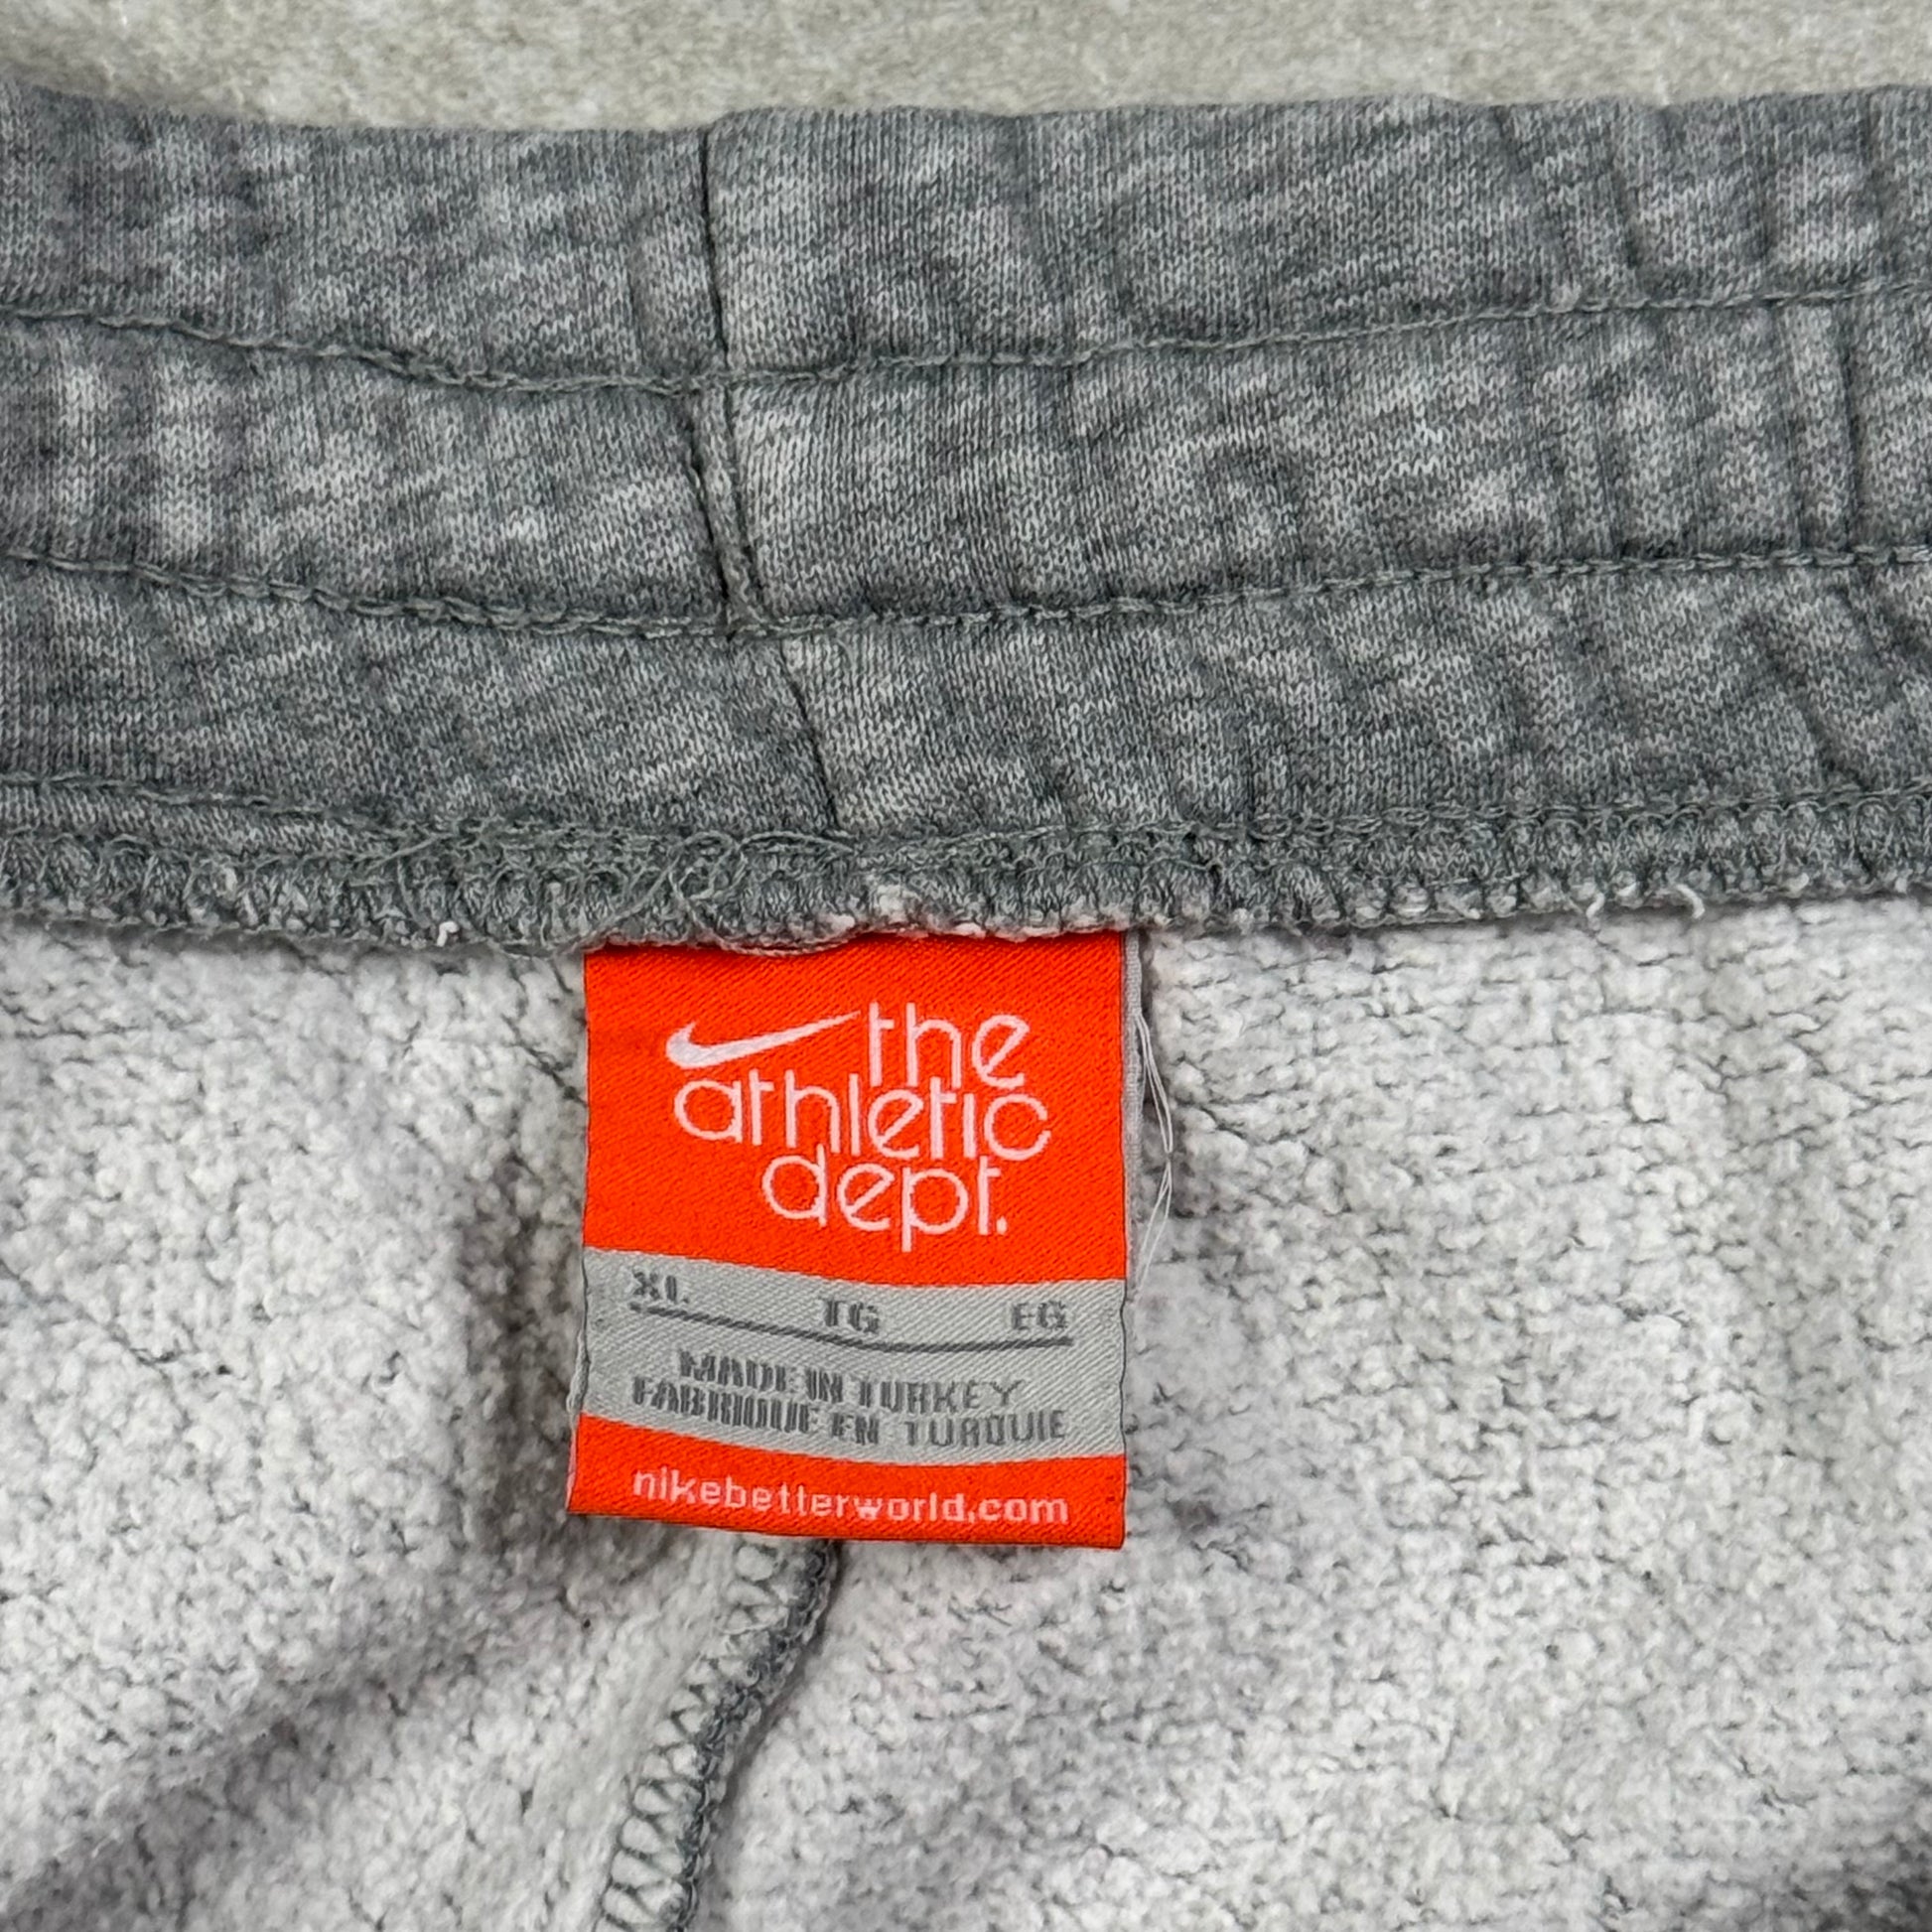 the
athletic
dept.
XL TG EG
MADE IN TURKEY
FABRIQUE EN TURQUIE
nikebetterworld.com